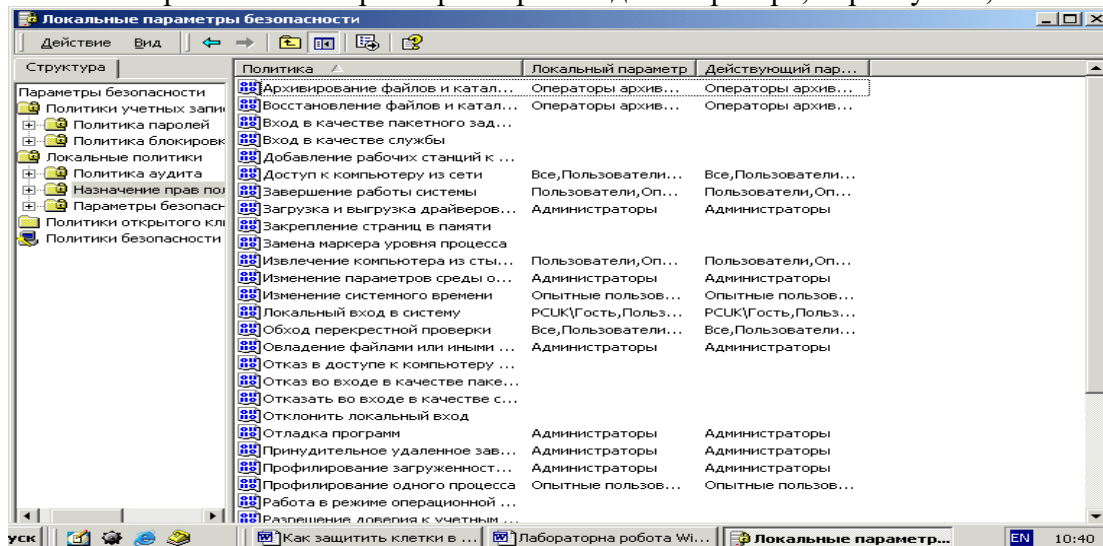 Локальные параметры безопасности
Действие Вид
Структура
Параметры безопасности
Политики учетных запи
Политика паролей
Политика блокировк
Локальные политики
Политика аудита
Назначение прав пол
Параметры безопасн
Политики открытого кл
Политики безопасности
Политика Локальный параметр Действующий пар...
Архивирование файлов и катал... Операторы архив... Операторы архив...
Восстановление файлов и катал... Операторы архив... Операторы архив...
Вход в качестве пакетного зад...
Вход в качестве службы
Добавление рабочих станций к ...
Доступ к компьютеру из сети Все,Пользователи... Все,Пользователи...
Завершение работы системы Пользователи,Оп... Пользователи,Оп...
Загрузка и выгрузка драйверов... Администраторы Администраторы
Закрепление страниц в памяти
Замена маркера уровня процесса
Извлечение компьютера из сты... Пользователи,Оп... Пользователи,Оп...
Изменение параметров среды о... Администраторы Администраторы
Изменение системного времени Опытные пользов... Опытные пользов...
Локальный вход в систему PCUK\Гость,Польз... PCUK\Гость,Польз...
Обход перекрестной проверки Все,Пользователи... Все,Пользователи...
Овладение файлами или иными ... Администраторы Администраторы
Отказ в доступе к компьютеру ...
Отказ во входе в качестве паке...
Отказать во входе в качестве с...
Отклонить локальный вход
Отладка программ Администраторы Администраторы
Принудительное удаленное зав... Администраторы Администраторы
Профилирование загруженност... Администраторы Администраторы
Профилирование одного процесса Опытные пользов... Опытные пользов...
Работа в режиме операционной ...
Разрешение доверия к учетным ...
уск Как защитить клетки в ... Лабораторна робота Wi... Локальные параметр... EN 10:40